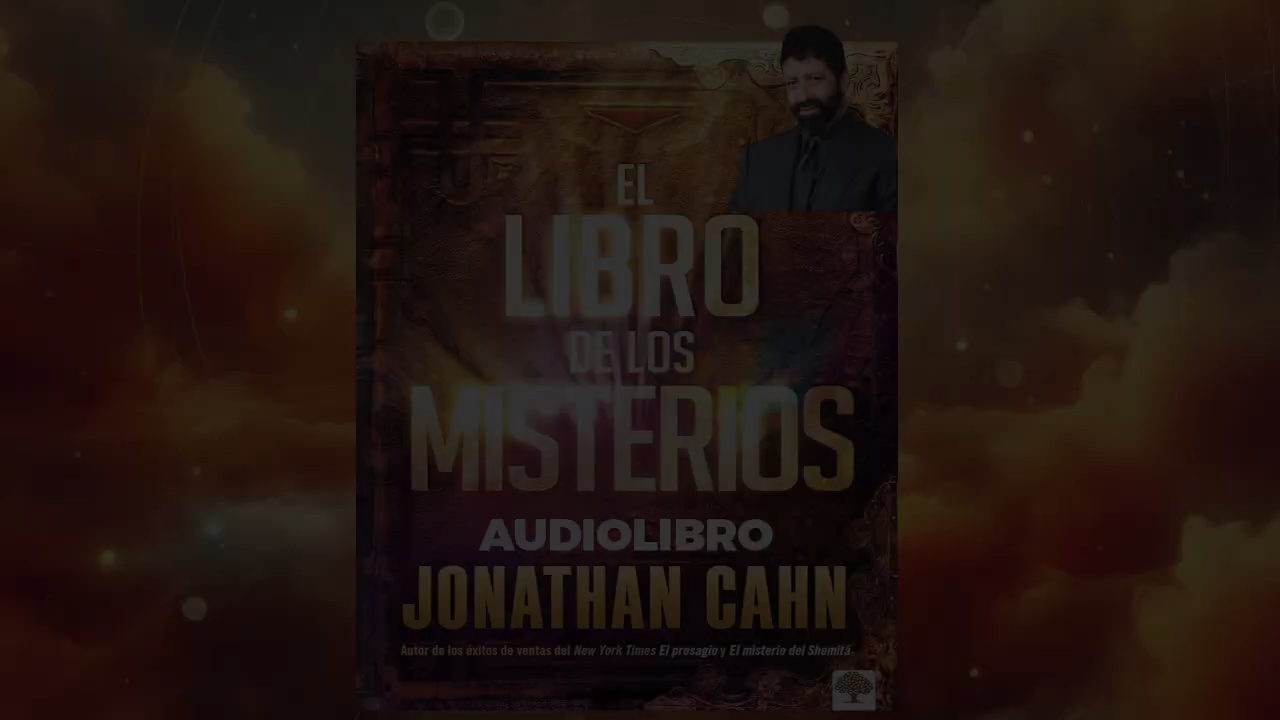 EL
LIBRO
DE LOS
MISTERIOS
AUDIOLIBRO
JONATHAN CAHN
Autor de los éxitos de ventas del New York Times El presagio y El misterio del Shemitá